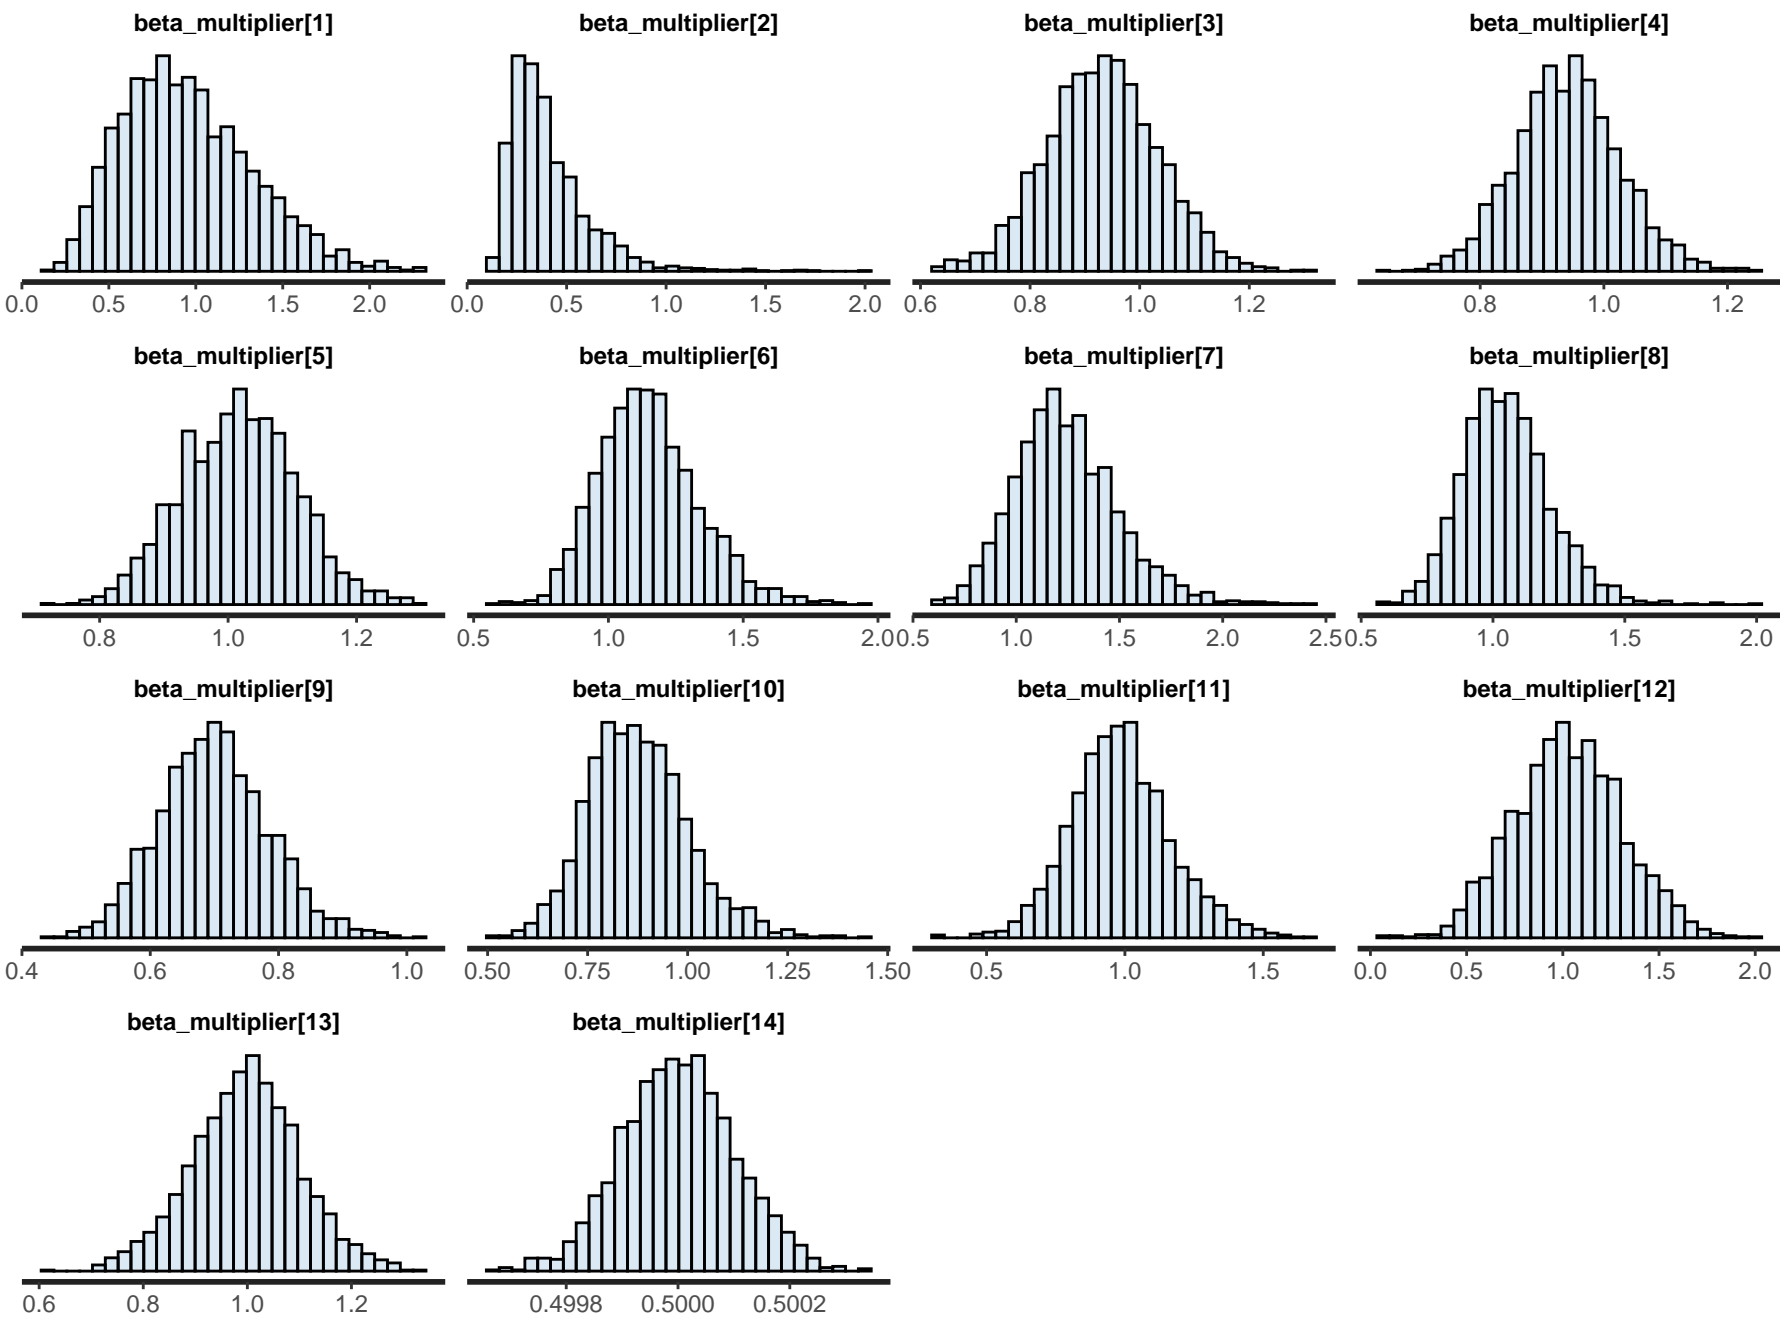 beta_multiplier[1] beta_multiplier[2] beta_multiplier[3] beta_multiplier[4]
0.0 0.5 1.0 1.5 2.0 0.0 0.5 1.0 1.5 2.0 0.6 0.8 1.0 1.2 0.8 1.0 1.2
beta_multiplier[5] beta_multiplier[6] beta_multiplier[7] beta_multiplier[8]
0.8 1.0 1.2 0.5 1.0 1.5 2.0 0.5 1.0 1.5 2.0 2.5 0.5 1.0 1.5 2.0
beta_multiplier[9] beta_multiplier[10] beta_multiplier[11] beta_multiplier[12]
0.4 0.6 0.8 1.0 0.50 0.75 1.00 1.25 1.50 0.5 1.0 1.5 0.0 0.5 1.0 1.5 2.0
beta_multiplier[13] beta_multiplier[14]
0.6 0.8 1.0 1.2 0.4998 0.5000 0.5002